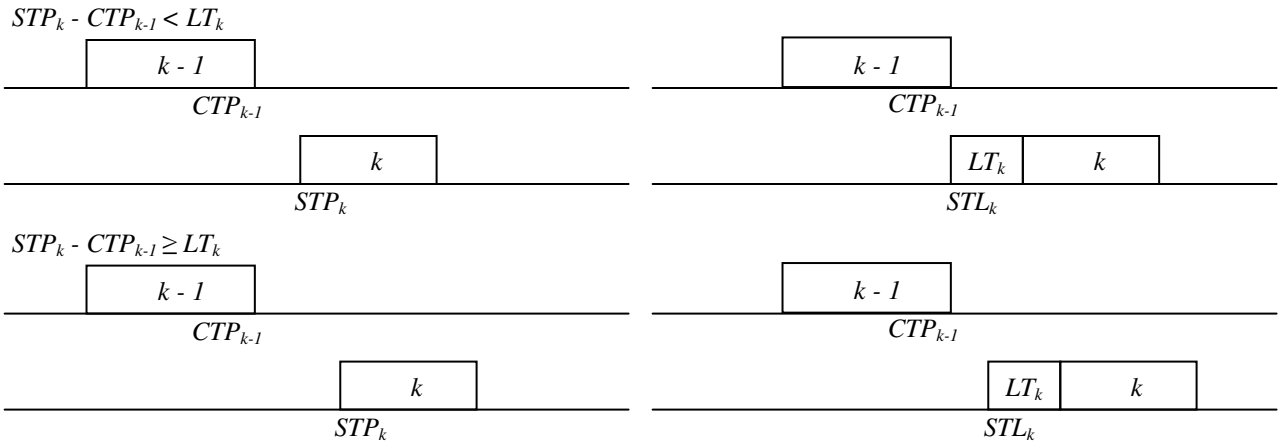 STPₖ - CTPₖ₋₁ < LTₖ
k - 1
k - 1
CTPₖ₋₁
CTPₖ₋₁
k
LTₖ
k
STPₖ
STLₖ
STPₖ - CTPₖ₋₁ ≥ LTₖ
k - 1
k - 1
CTPₖ₋₁
CTPₖ₋₁
k
LTₖ
k
STPₖ
STLₖ